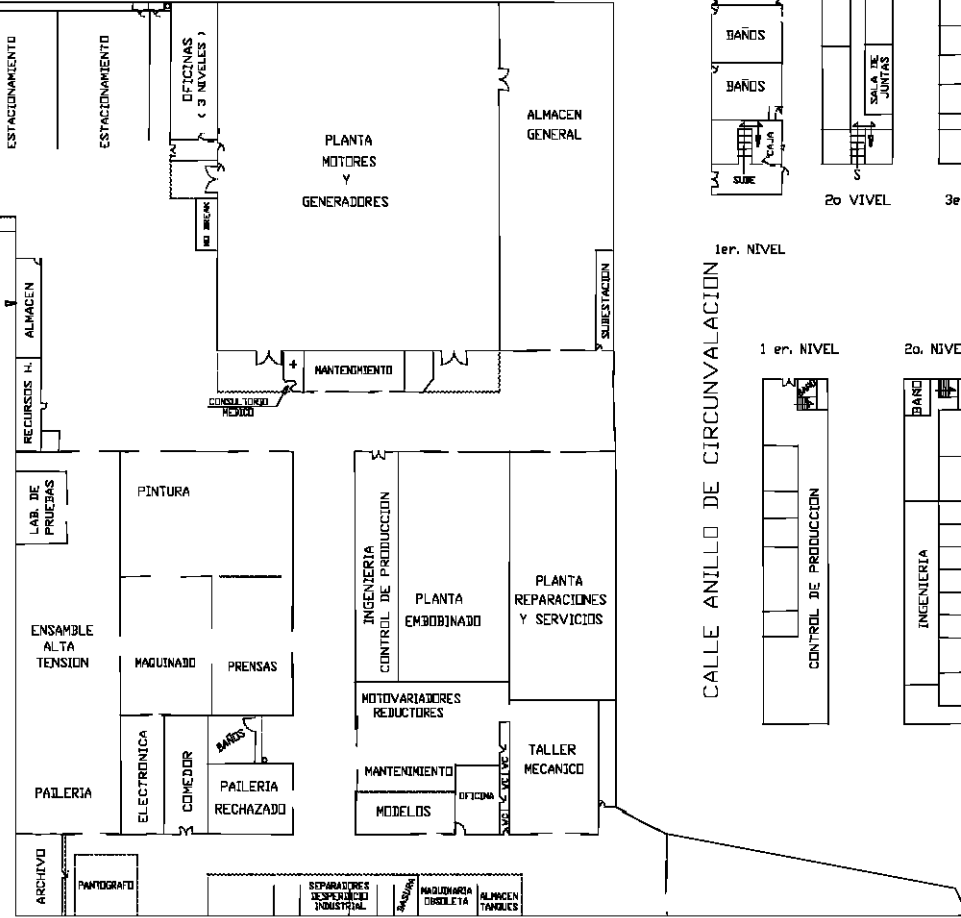 ESTACIONAMIENTO
ESTACIONAMIENTO
OFICINAS
( 3 NIVELES )
PLANTA
MOTORES
Y
GENERADORES
ALMACEN
GENERAL
NO BREAK
SUBESTACION
ALMACEN
RECURSOS H.
MANTENIMIENTO
CONSULTORIO
MEDICO
BAÑOS
BAÑOS
CAJA
SUBE
1er. NIVEL
SALA DE
JUNTAS
S
2o VIVEL
3e
CALLE ANILLO DE CIRCUNVALACION
1 er. NIVEL
BAÑO
CONTROL DE PRODUCCION
2o. NIVE
BAÑO
INGENIERIA
LAB. DE
PRUEBAS
PINTURA
ENSAMBLE
ALTA
TENSION
MAQUINADO
PRENSAS
INGENIERIA
CONTROL DE PRODUCCION
PLANTA
EMBOBINADO
PLANTA
REPARACIONES
Y SERVICIOS
MOTOVARIADORES
REDUCTORES
PAILERIA
ELECTRONICA
COMEDOR
BAÑOS
PAILERIA
RECHAZADO
MANTENIMIENTO
MODELOS
OFICINA
TALLER
MECANICO
ARCHIVO
PANTOGRAFO
SEPARADORES
DESPERDICIO
INDUSTRIAL
BASURA
MAQUINARIA
OBSOLETA
ALMACEN
TANQUES